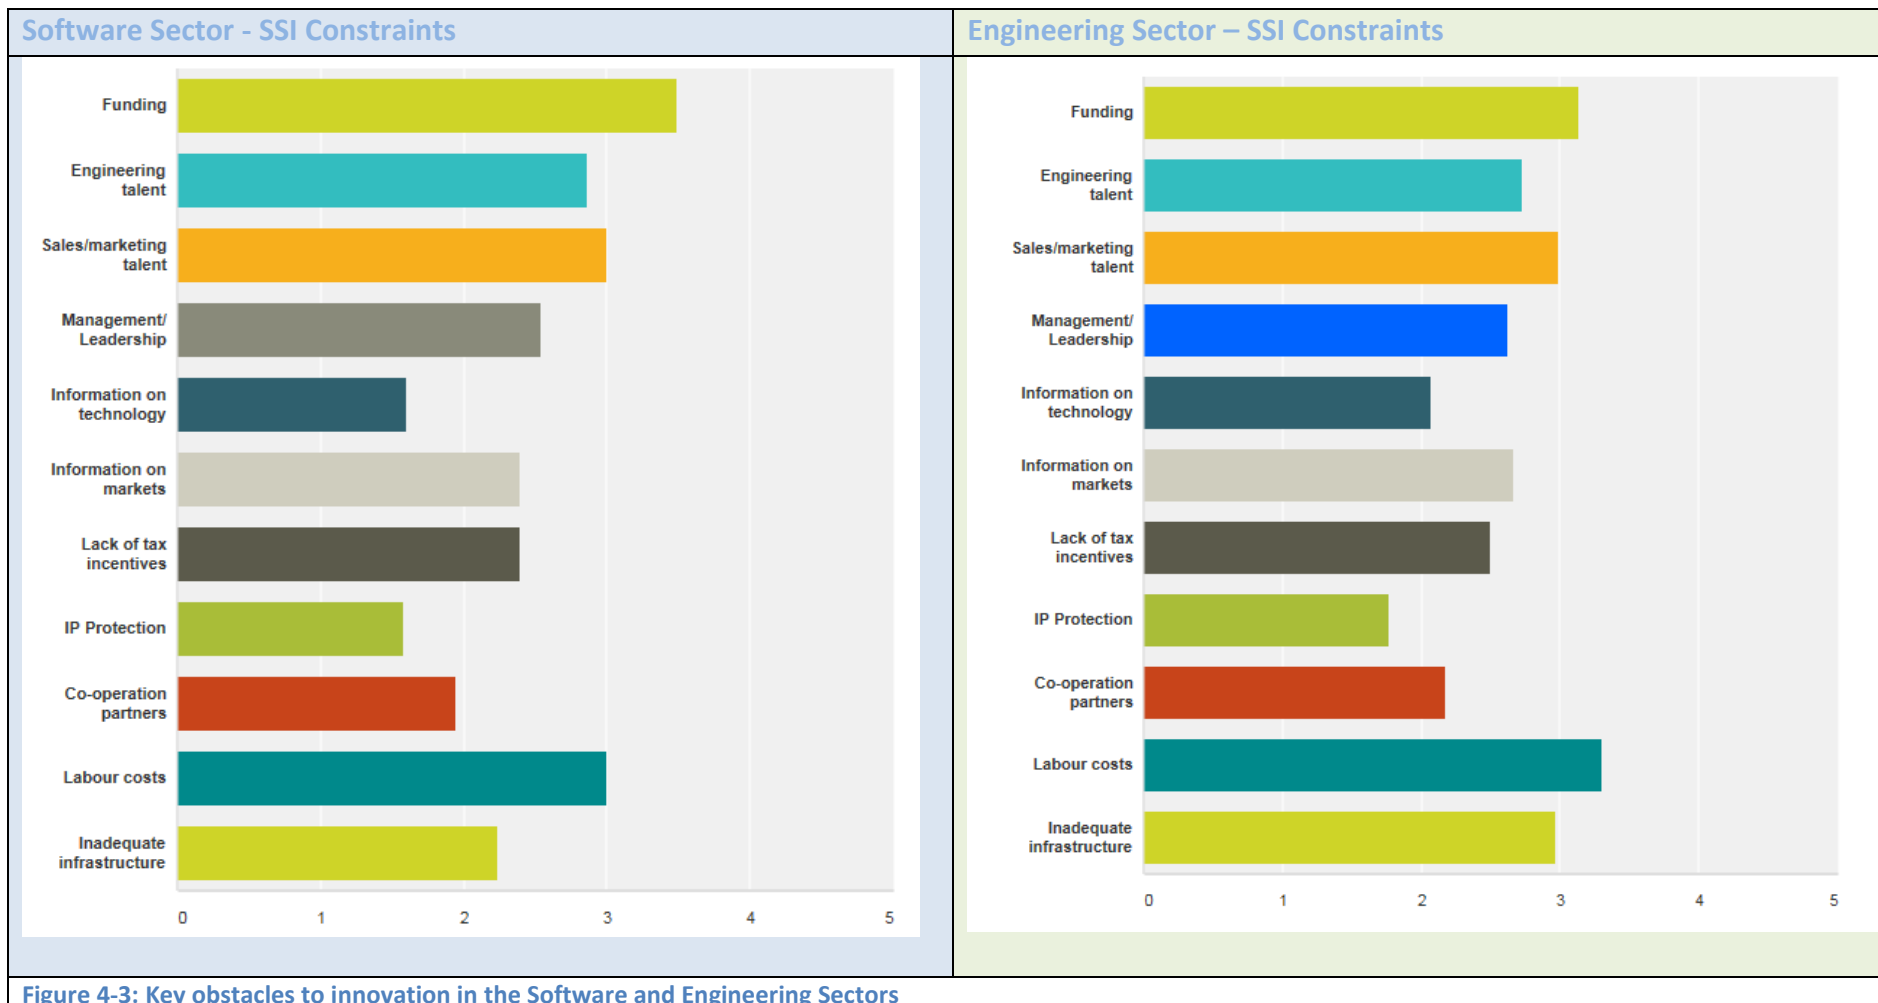 Software Sector - SSI Constraints
Funding
Engineering
talent
Sales/marketing
talent
Management/
Leadership
Information on
technology
Information on
markets
Lack of tax
incentives
IP Protection
Co-operation
partners
Labour costs
Inadequate
infrastructure
0 1 2 3 4 5
Engineering Sector – SSI Constraints
Funding
Engineering
talent
Sales/marketing
talent
Management/
Leadership
Information on
technology
Information on
markets
Lack of tax
incentives
IP Protection
Co-operation
partners
Labour costs
Inadequate
infrastructure
0 1 2 3 4 5
Figure 4-3: Key obstacles to innovation in the Software and Engineering Sectors